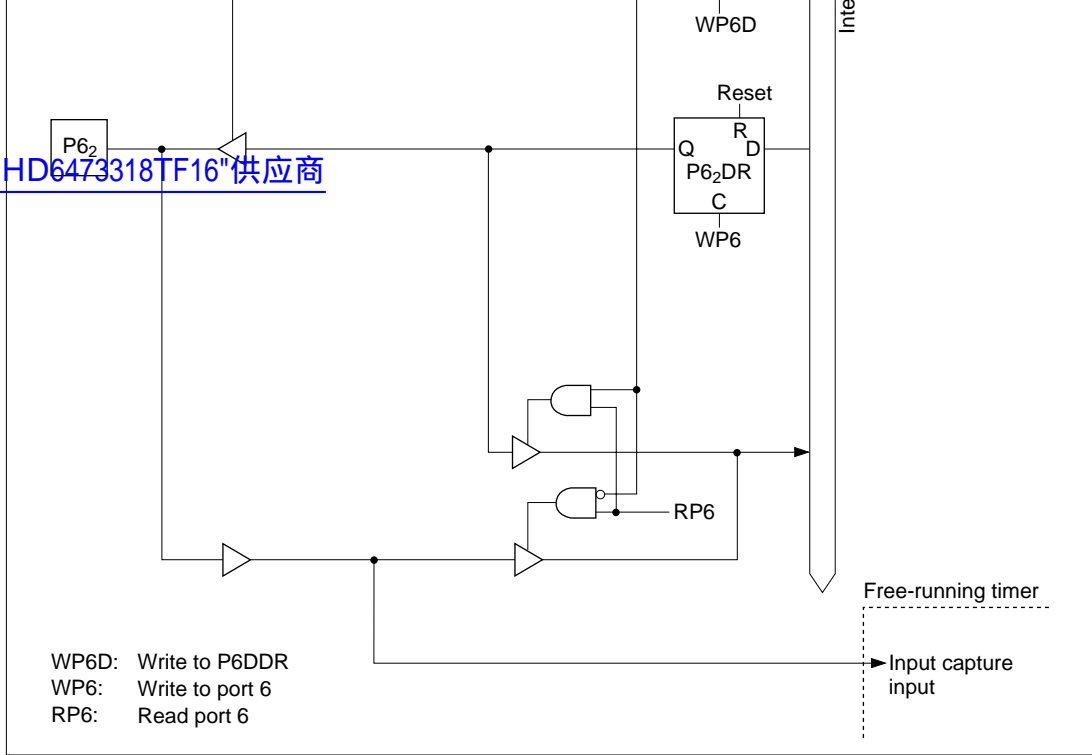 WP6D
Inte
Reset
R
Q
D
P6₂DR
C
WP6
P6₂
HD6473318TF16"供应商
RP6
Free-running timer
Input capture
input
WP6D: Write to P6DDR
WP6: Write to port 6
RP6: Read port 6